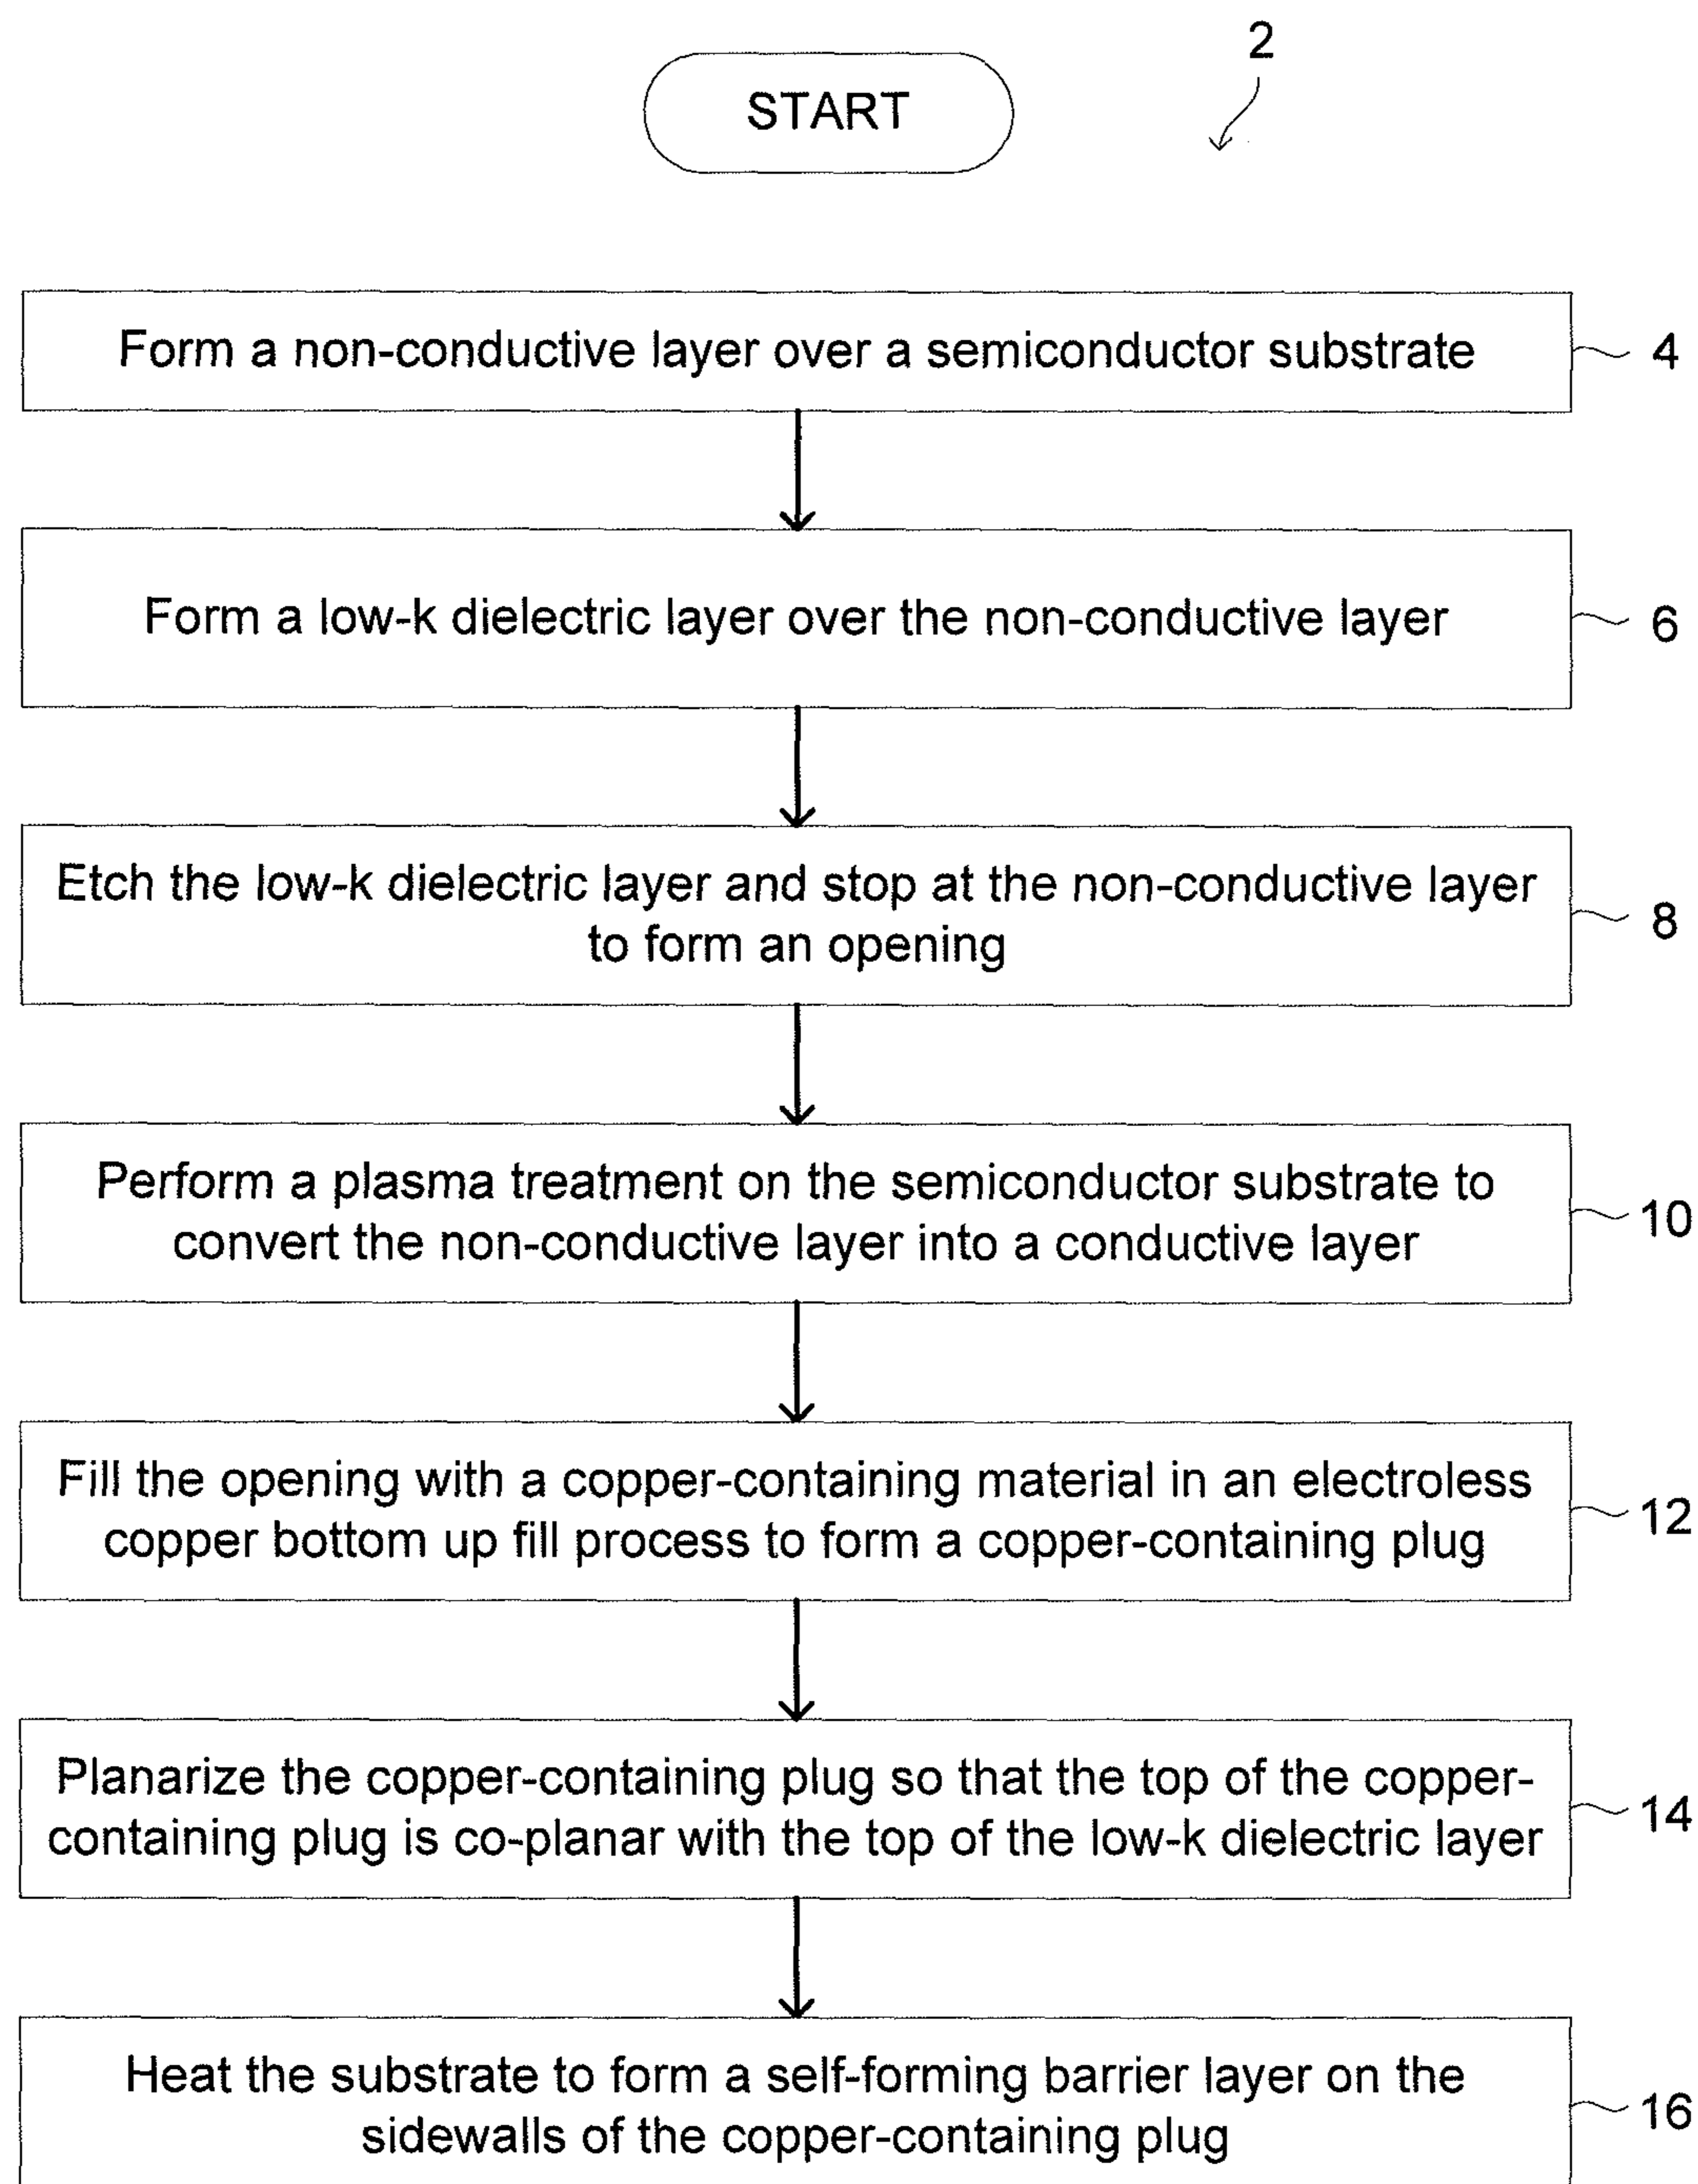 2
START
Form a non-conductive layer over a semiconductor substrate
4
Form a low-k dielectric layer over the non-conductive layer
6
Etch the low-k dielectric layer and stop at the non-conductive layer
to form an opening
8
Perform a plasma treatment on the semiconductor substrate to
convert the non-conductive layer into a conductive layer
10
Fill the opening with a copper-containing material in an electroless
copper bottom up fill process to form a copper-containing plug
12
Planarize the copper-containing plug so that the top of the copper-
containing plug is co-planar with the top of the low-k dielectric layer
14
Heat the substrate to form a self-forming barrier layer on the
sidewalls of the copper-containing plug
16